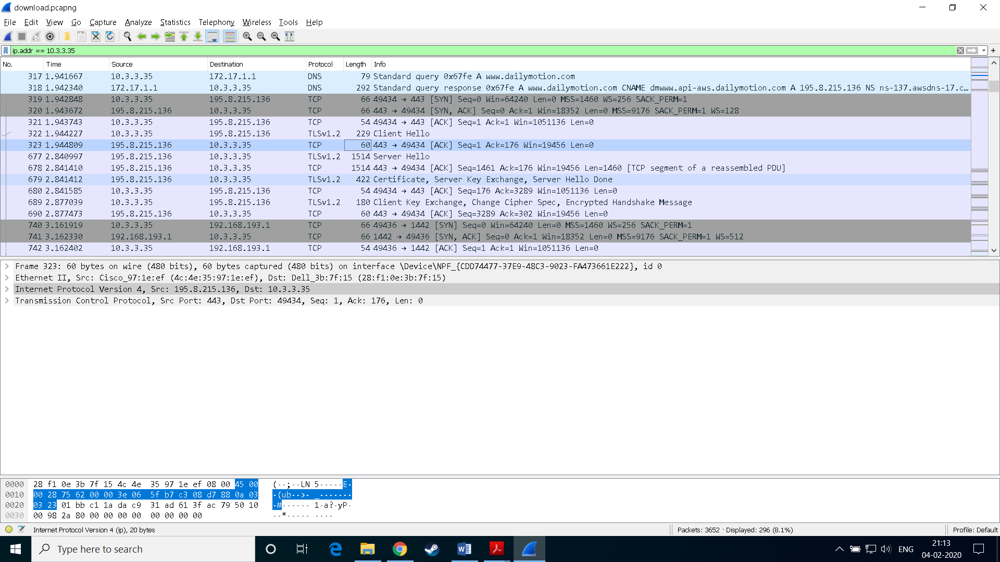 download.pcapng
File Edit View Go Capture Analyze Statistics Telephony Wireless Tools Help
ip.addr == 10.3.3.35
No. Time Source Destination Protocol Length Info
317 1.941667 10.3.3.35 172.17.1.1 DNS 79 Standard query 0x67fe A www.dailymotion.com
318 1.942340 172.17.1.1 10.3.3.35 DNS 292 Standard query response 0x67fe A www.dailymotion.com CNAME dmwww.api-aws.dailymotion.com A 195.8.215.136 NS ns-137.awsdns-17.c…
319 1.942848 10.3.3.35 195.8.215.136 TCP 66 49434 → 443 [SYN] Seq=0 Win=64240 Len=0 MSS=1460 WS=256 SACK_PERM=1
320 1.943672 195.8.215.136 10.3.3.35 TCP 66 443 → 49434 [SYN, ACK] Seq=0 Ack=1 Win=18352 Len=0 MSS=9176 SACK_PERM=1 WS=128
321 1.943743 10.3.3.35 195.8.215.136 TCP 54 49434 → 443 [ACK] Seq=1 Ack=1 Win=1051136 Len=0
322 1.944227 10.3.3.35 195.8.215.136 TLSv1.2 229 Client Hello
323 1.944809 195.8.215.136 10.3.3.35 TCP 60 443 → 49434 [ACK] Seq=1 Ack=176 Win=19456 Len=0
677 2.840997 195.8.215.136 10.3.3.35 TLSv1.2 1514 Server Hello
678 2.841410 195.8.215.136 10.3.3.35 TCP 1514 443 → 49434 [ACK] Seq=1461 Ack=176 Win=19456 Len=1460 [TCP segment of a reassembled PDU]
679 2.841412 195.8.215.136 10.3.3.35 TLSv1.2 422 Certificate, Server Key Exchange, Server Hello Done
680 2.841585 10.3.3.35 195.8.215.136 TCP 54 49434 → 443 [ACK] Seq=176 Ack=3289 Win=1051136 Len=0
689 2.877039 10.3.3.35 195.8.215.136 TLSv1.2 180 Client Key Exchange, Change Cipher Spec, Encrypted Handshake Message
690 2.877473 195.8.215.136 10.3.3.35 TCP 60 443 → 49434 [ACK] Seq=3289 Ack=302 Win=19456 Len=0
740 3.161919 10.3.3.35 192.168.193.1 TCP 66 49436 → 1442 [SYN] Seq=0 Win=64240 Len=0 MSS=1460 WS=256 SACK_PERM=1
741 3.162330 192.168.193.1 10.3.3.35 TCP 66 1442 → 49436 [SYN, ACK] Seq=0 Ack=1 Win=18352 Len=0 MSS=9176 SACK_PERM=1 WS=512
742 3.162402 10.3.3.35 192.168.193.1 TCP 54 49436 → 1442 [ACK] Seq=1 Ack=1 Win=1051136 Len=0
Frame 323: 60 bytes on wire (480 bits), 60 bytes captured (480 bits) on interface \Device\NPF_{CDD74477-37E9-48C3-9023-FA473661E222}, id 0
Ethernet II, Src: Cisco_97:1e:ef (4c:4e:35:97:1e:ef), Dst: Dell_3b:7f:15 (28:f1:0e:3b:7f:15)
Internet Protocol Version 4, Src: 195.8.215.136, Dst: 10.3.3.35
Transmission Control Protocol, Src Port: 443, Dst Port: 49434, Seq: 1, Ack: 176, Len: 0
0000 28 f1 0e 3b 7f 15 4c 4e 35 97 1e ef 08 00 45 00 (··;··LN 5·····E·
0010 00 28 75 62 00 00 3e 06 5f b7 c3 08 d7 88 0a 03 ·(ub··>· _·······
0020 03 23 01 bb c1 1a da c9 31 ad 61 3f ac 79 50 10 ·#······ 1·a?·yP·
0030 00 98 2a 80 00 00 00 00 00 00 00 00 ··*····· ····
Internet Protocol Version 4 (ip), 20 bytes
Packets: 3652 · Displayed: 296 (8.1%)
Profile: Default
Type here to search
ENG
21:13
04-02-2020